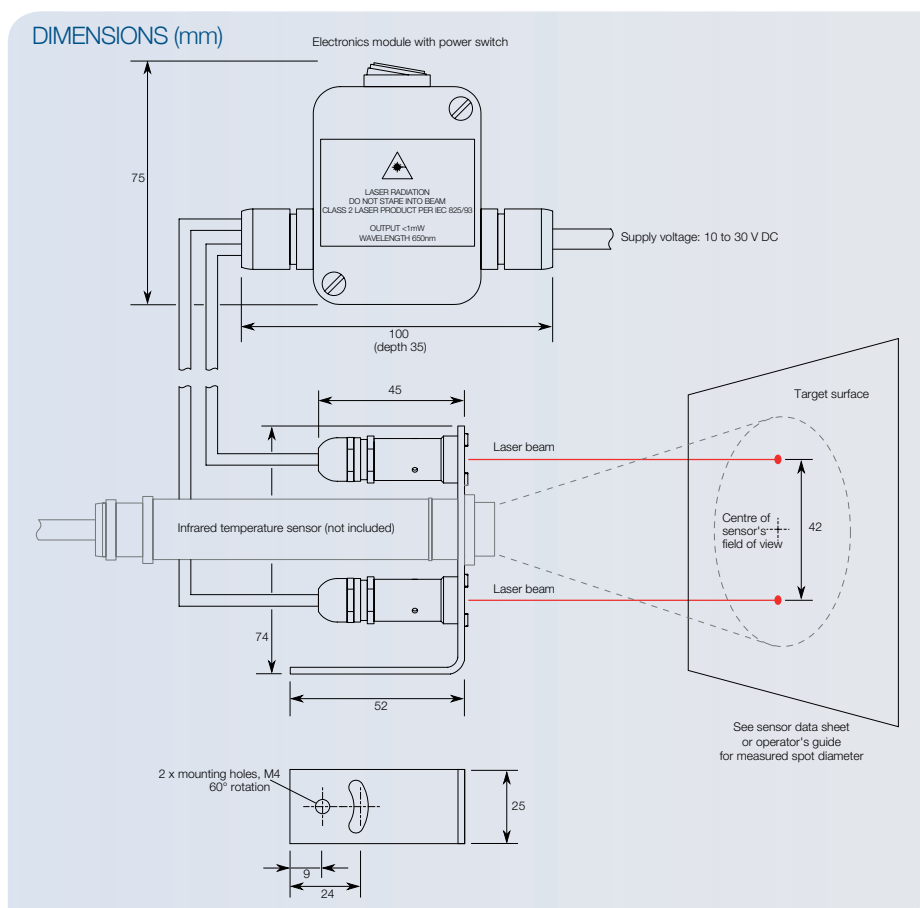 DIMENSIONS (mm)
Electronics module with power switch
75
LASER RADIATION
DO NOT STARE INTO BEAM
CLASS 2 LASER PRODUCT PER IEC 825/93
OUTPUT <1mW
WAVELENGTH 650nm
Supply voltage: 10 to 30 V DC
100
(depth 35)
45
Target surface
Laser beam
Infrared temperature sensor (not included)
Centre of
sensor's
field of view
42
Laser beam
74
52
See sensor data sheet
or operator's guide
for measured spot diameter
2 x mounting holes, M4
60° rotation
25
9
24